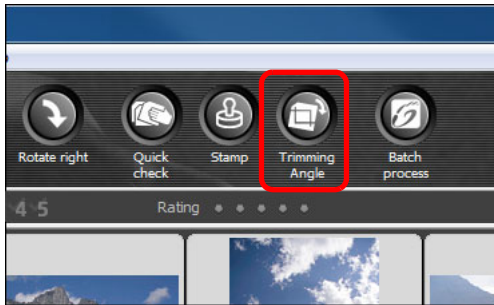 Rotate right
Quick
check
Stamp
Trimming
Angle
Batch
process
4 5
Rating